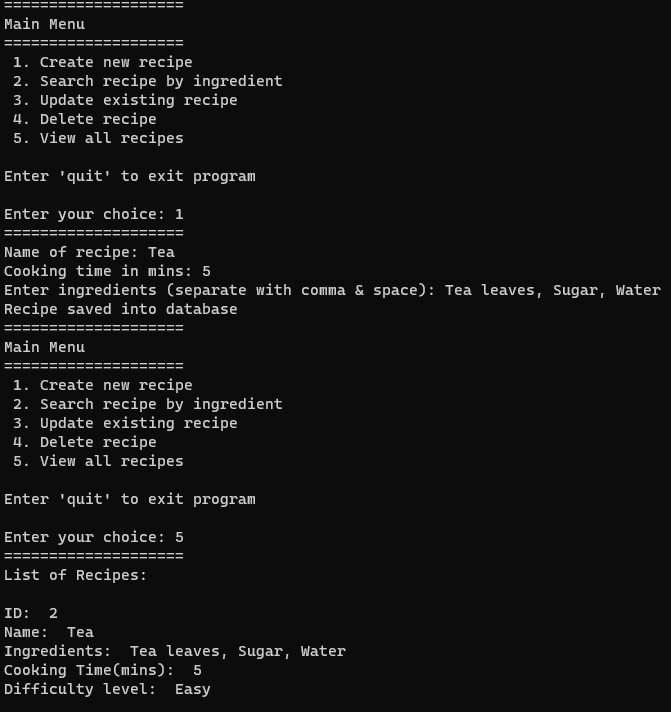 ====================
Main Menu
====================
 1. Create new recipe
 2. Search recipe by ingredient
 3. Update existing recipe
 4. Delete recipe
 5. View all recipes

Enter 'quit' to exit program

Enter your choice: 1
====================
Name of recipe: Tea
Cooking time in mins: 5
Enter ingredients (separate with comma & space): Tea leaves, Sugar, Water
Recipe saved into database
====================
Main Menu
====================
 1. Create new recipe
 2. Search recipe by ingredient
 3. Update existing recipe
 4. Delete recipe
 5. View all recipes

Enter 'quit' to exit program

Enter your choice: 5
====================
List of Recipes:

ID:  2
Name:  Tea
Ingredients:  Tea leaves, Sugar, Water
Cooking Time(mins):  5
Difficulty level:  Easy